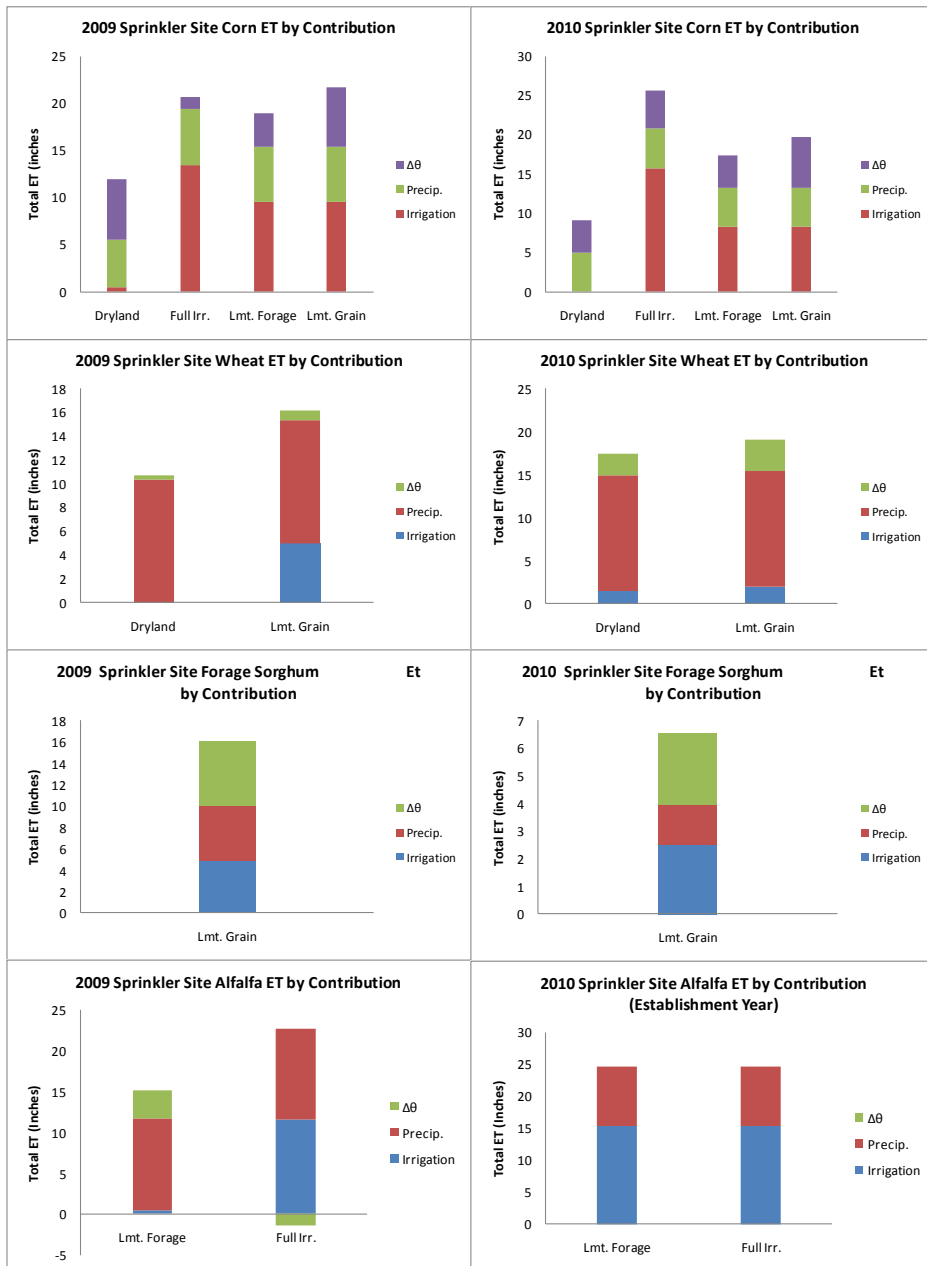 2009 Sprinkler Site Corn ET by Contribution
Total ET (inches
25
20
15
10
5
0
Dryland Full Irr. Lmt. Forage Lmt. Grain
Δθ
Precip.
Irrigation
2010 Sprinkler Site Corn ET by Contribution
Total ET (inches)
30
25
20
15
10
5
0
Dryland Full Irr. Lmt. Forage Lmt. Grain
Δθ
Precip.
Irrigation
2009 Sprinkler Site Wheat ET by Contribution
Total ET (inches)
18
16
14
12
10
8
6
4
2
0
Dryland Lmt. Grain
Δθ
Precip.
Irrigation
2010 Sprinkler Site Wheat ET by Contribution
Total ET (inches)
25
20
15
10
5
0
Dryland Lmt. Grain
Δθ
Precip.
Irrigation
2009 Sprinkler Site Forage Sorghum Et
by Contribution
Total ET (inches)
18
16
14
12
10
8
6
4
2
0
Lmt. Grain
Δθ
Precip.
Irrigation
2010 Sprinkler Site Forage Sorghum Et
by Contribution
Total ET (inches)
7
6
5
4
3
2
1
0
Lmt. Grain
Δθ
Precip.
Irrigation
2009 Sprinkler Site Alfalfa ET by Contribution
Total ET (Inches)
25
20
15
10
5
0
-5
Lmt. Forage Full Irr.
Δθ
Precip.
Irrigation
2010 Sprinkler Site Alfalfa ET by Contribution
(Establishment Year)
Total ET (Inches)
30
25
20
15
10
5
0
Lmt. Forage Full Irr.
Δθ
Precip.
Irrigation